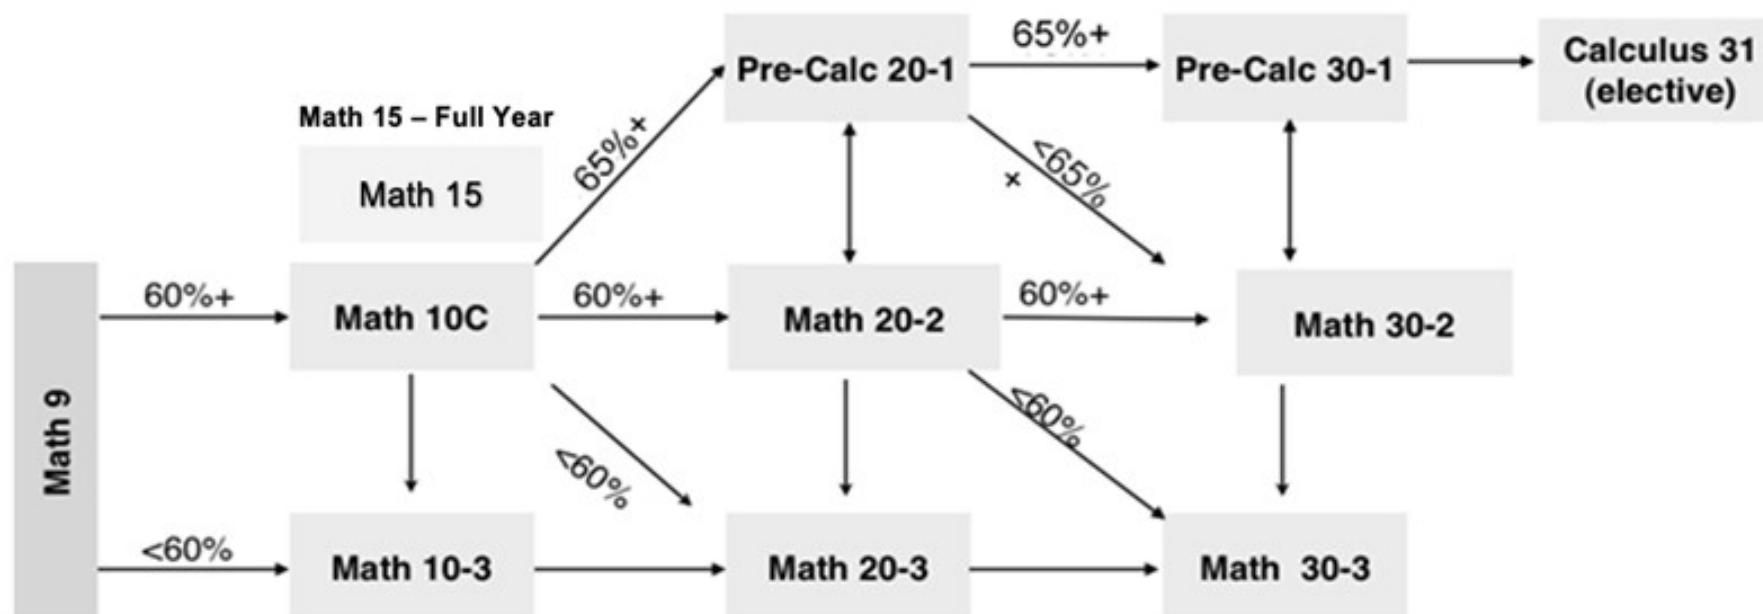 65%+
Pre-Calc 20-1
Pre-Calc 30-1
Calculus 31
(elective)
Math 15 – Full Year
65%+
<65%
Math 15
60%+
60%+
60%+
Math 10C
Math 20-2
Math 30-2
Math 9
<60%
<60%
<60%
Math 10-3
Math 20-3
Math 30-3